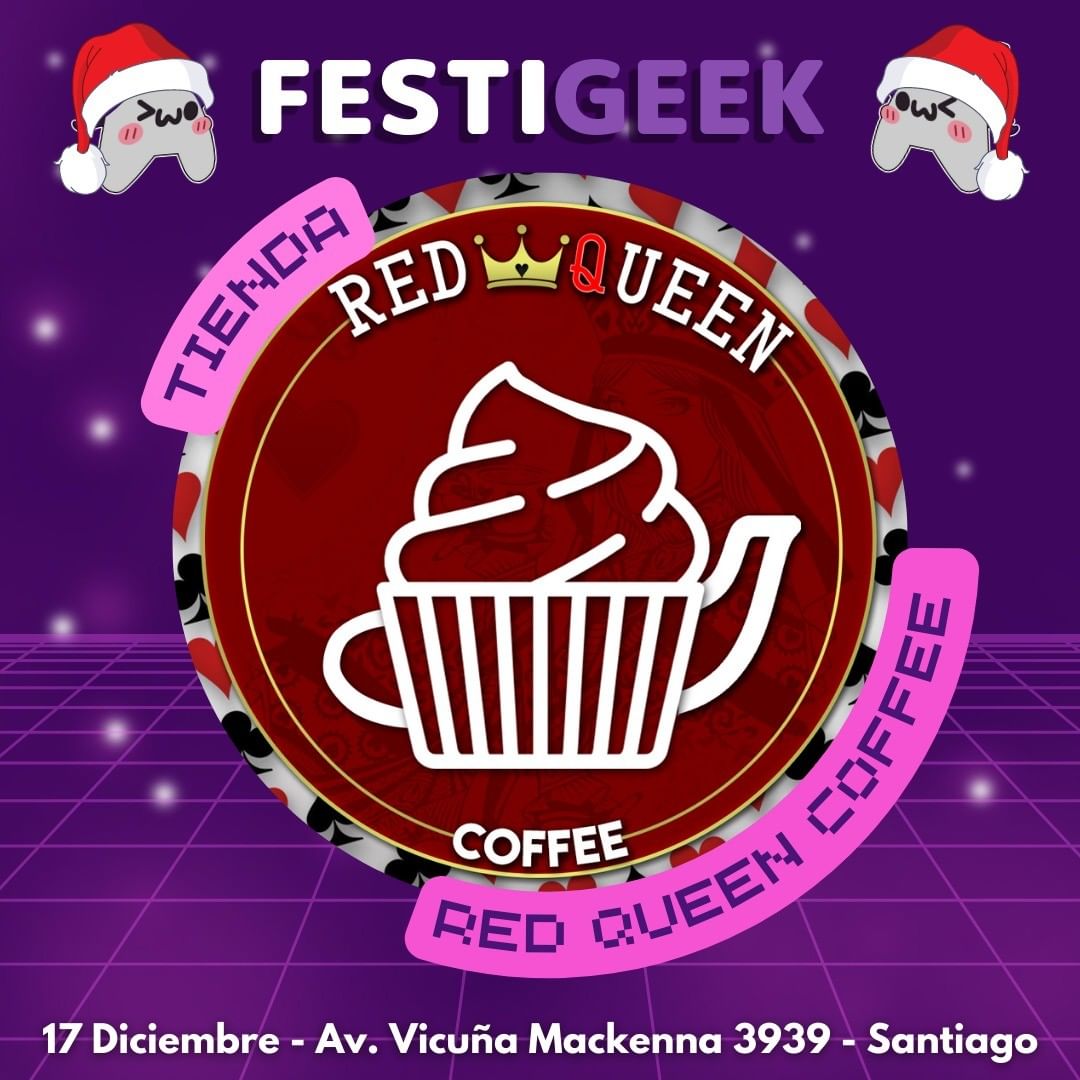 FESTIGEEK
TIENDA
RED QUEEN
COFFEE
RED QUEEN COFFEE
17 Diciembre - Av. Vicuña Mackenna 3939 - Santiago